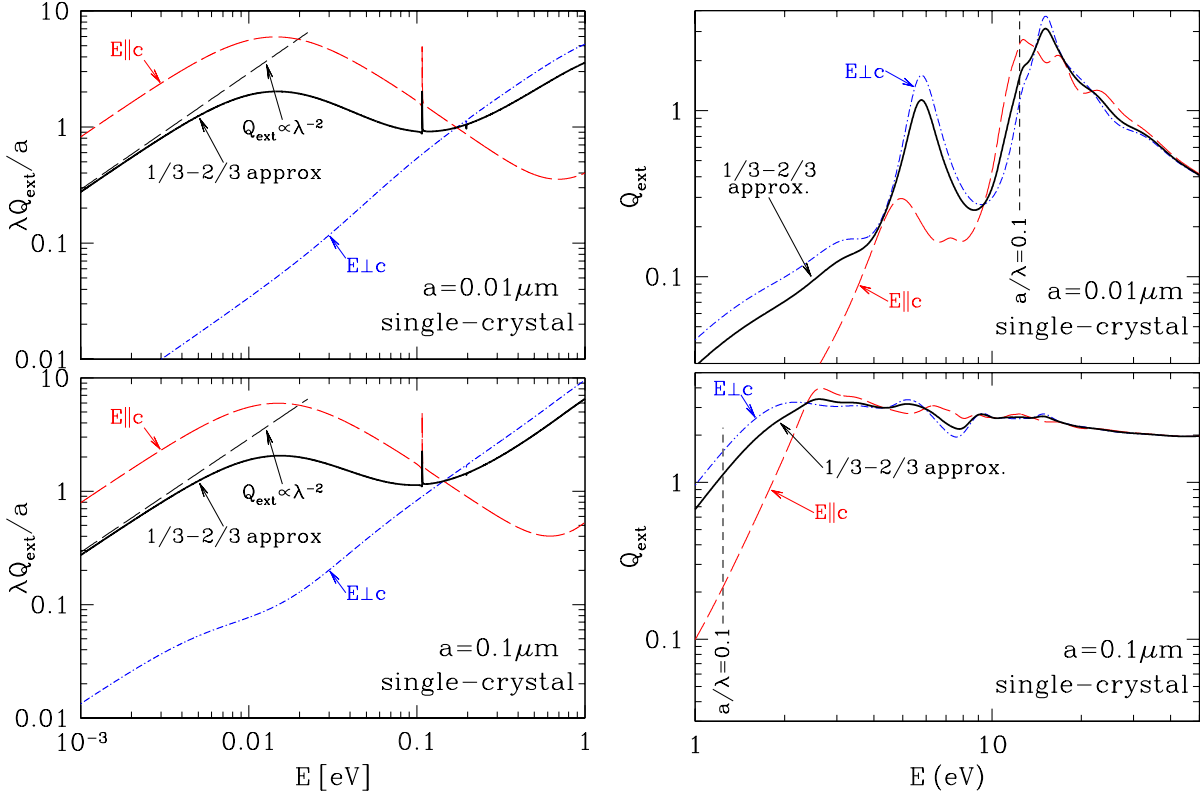 10
1
0.1
0.01
λQ_ext/a
E∥c
Q_ext∝λ⁻²
1/3−2/3 approx
E⊥c
a=0.01μm
single−crystal
1
0.1
Q_ext
E⊥c
1/3−2/3
approx.
E∥c
a/λ=0.1
a=0.01μm
single−crystal
10
1
0.1
0.01
λQ_ext/a
E∥c
Q_ext∝λ⁻²
1/3−2/3 approx
E⊥c
a=0.1μm
single−crystal
10⁻³
0.01
0.1
1
E [eV]
1
0.1
Q_ext
E⊥c
1/3−2/3 approx.
E∥c
a/λ=0.1
a=0.1μm
single−crystal
1
10
E (eV)